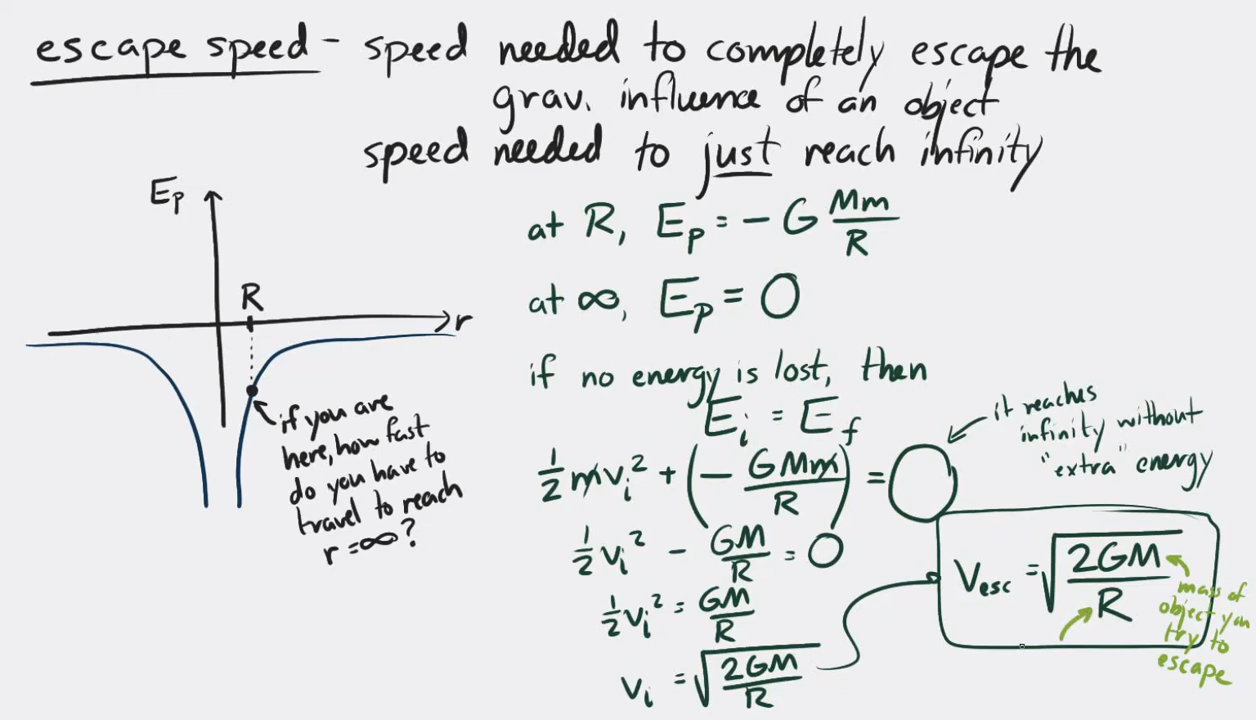 escape speed - speed needed to completely escape the
grav. influence of an object
speed needed to just reach infinity
Ep
R
r
if you are
here, how fast
do you have to
travel to reach
r = ∞?
at R, Ep = - G Mm/R
at ∞, Ep = 0
if no energy is lost, then
Ei = Ef
1/2 mvi² + (- GMm/R) = 0
it reaches
infinity without
"extra" energy
1/2 vi² - GM/R = 0
1/2 vi² = GM/R
vi = √(2GM/R)
Vesc = √(2GM/R)
mass of
object you
try to
escape